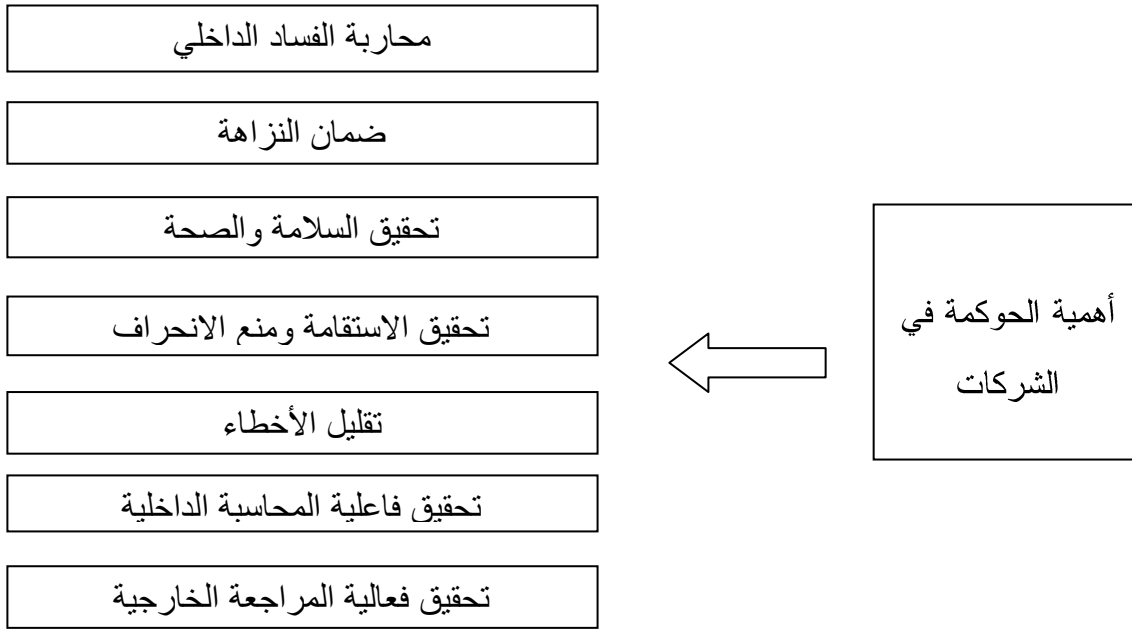 أهمية الحوكمة في
الشركات
محاربة الفساد الداخلي
ضمان النزاهة
تحقيق السلامة والصحة
تحقيق الاستقامة ومنع الانحراف
تقليل الأخطاء
تحقيق فاعلية المحاسبة الداخلية
تحقيق فعالية المراجعة الخارجية